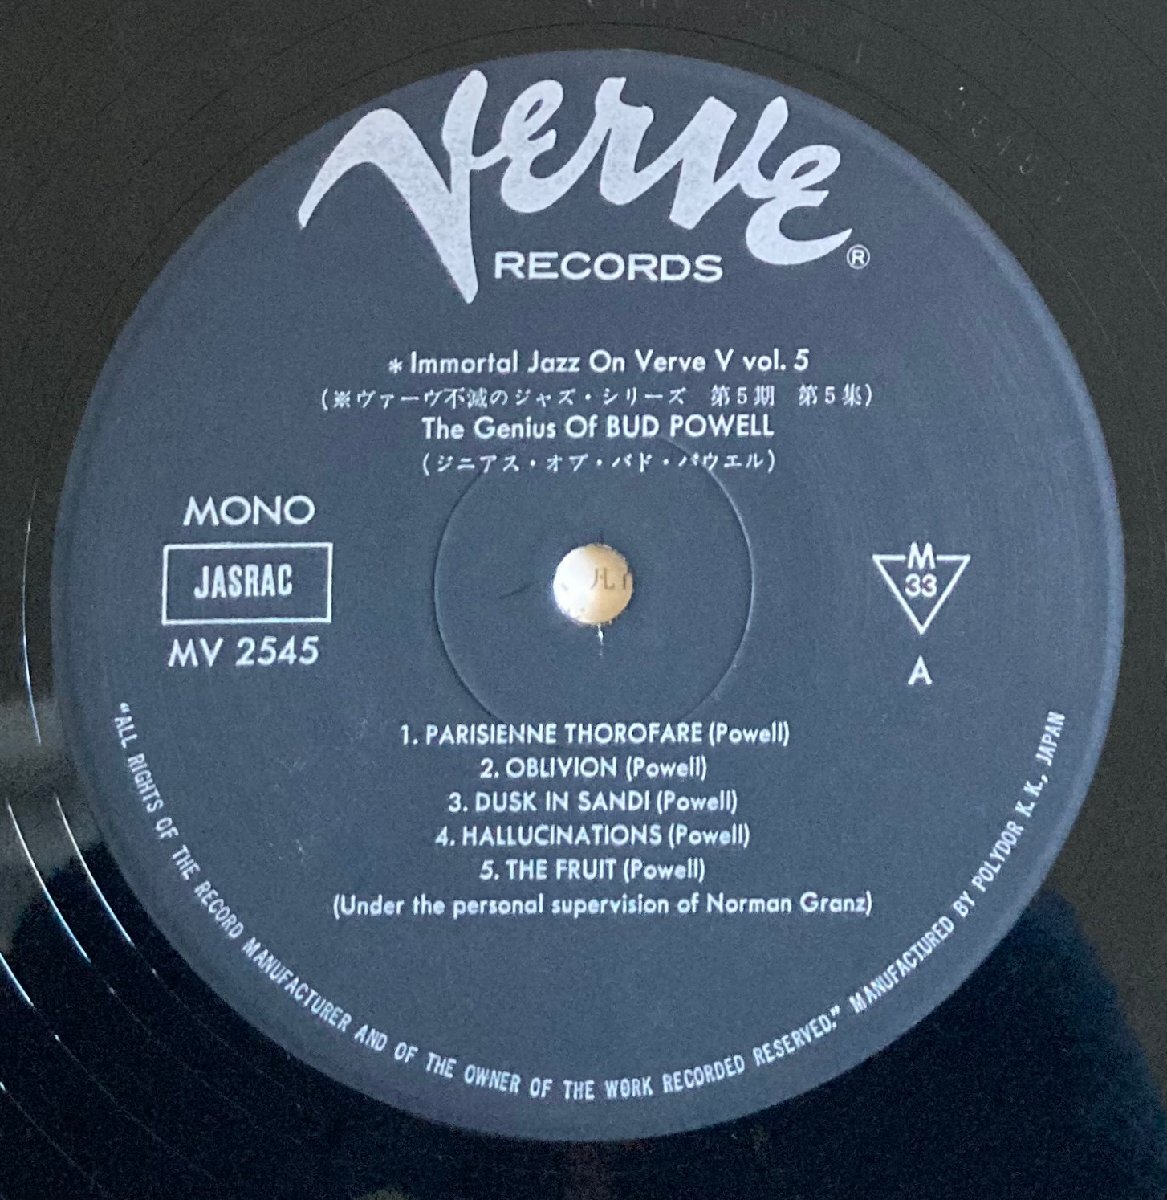 Verve
RECORDS ®
* Immortal Jazz On Verve V vol. 5
(※ヴァーヴ不滅のジャズ・シリーズ 第5期 第5集)
The Genius Of BUD POWELL
(ジニアス・オブ・バド・パウエル)
MONO
JASRAC
MV 2545
M
33
A
1. PARISIENNE THOROFARE (Powell)
2. OBLIVION (Powell)
3. DUSK IN SANDI (Powell)
4. HALLUCINATIONS (Powell)
5. THE FRUIT (Powell)
(Under the personal supervision of Norman Granz)
"ALL RIGHTS OF THE RECORD MANUFACTURER AND OF THE OWNER OF THE WORK RECORDED RESERVED." MANUFACTURED BY POLYDOR K.K., JAPAN